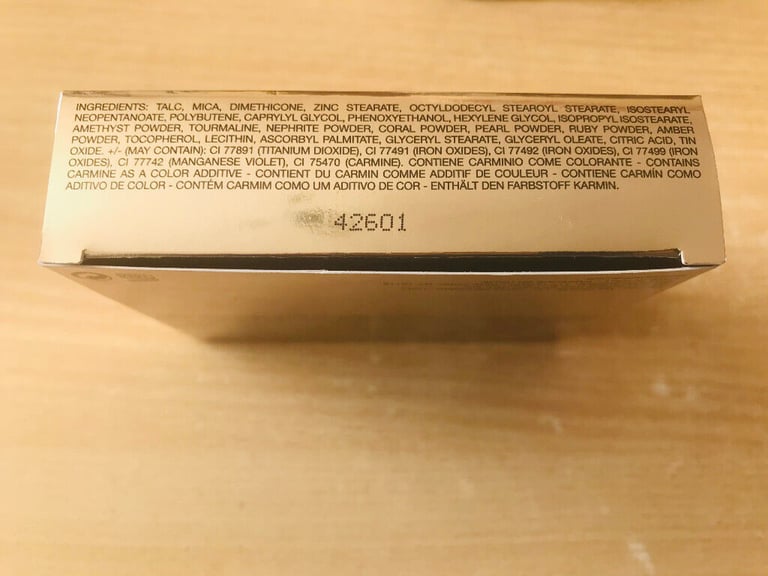 INGREDIENTS: TALC, MICA, DIMETHICONE, ZINC STEARATE, OCTYLDODECYL STEAROYL STEARATE, ISOSTEARYL
NEOPENTANOATE, POLYBUTENE, CAPRYLYL GLYCOL, PHENOXYETHANOL, HEXYLENE GLYCOL, ISOPROPYL ISOSTEARATE,
AMETHYST POWDER, TOURMALINE, NEPHRITE POWDER, CORAL POWDER, PEARL POWDER, RUBY POWDER, AMBER
POWDER, TOCOPHEROL, LECITHIN, ASCORBYL PALMITATE, GLYCERYL STEARATE, GLYCERYL OLEATE, CITRIC ACID, TIN
OXIDE. +/- (MAY CONTAIN): CI 77891 (TITANIUM DIOXIDE), CI 77491 (IRON OXIDES), CI 77492 (IRON OXIDES), CI 77499 (IRON
OXIDES), CI 77742 (MANGANESE VIOLET), CI 75470 (CARMINE). CONTIENE CARMINIO COME COLORANTE - CONTAINS
CARMINE AS A COLOR ADDITIVE - CONTIENT DU CARMIN COMME ADDITIF DE COULEUR - CONTIENE CARMÍN COMO
ADITIVO DE COLOR - CONTÉM CARMIM COMO UM ADITIVO DE COR - ENTHÄLT DEN FARBSTOFF KARMIN.
42601